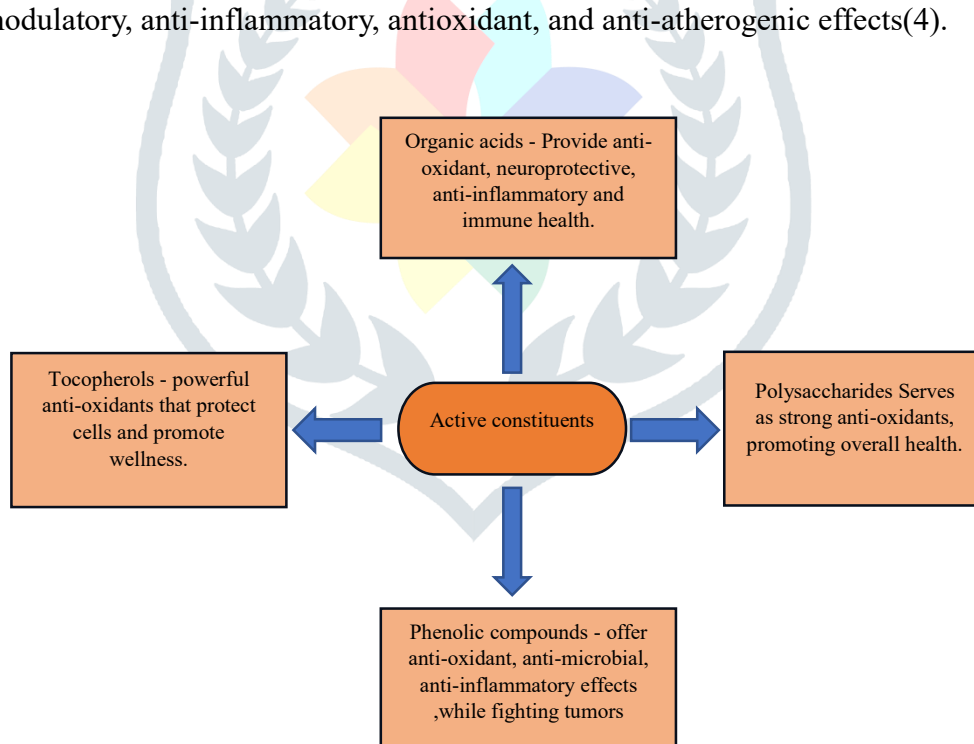 anti-inflammatory, antioxidant, and anti-atherogenic effects(4).
Organic acids - Provide anti-
oxidant, neuroprotective,
anti-inflammatory and
immune health.
Tocopherols - powerful
anti-oxidants that protect
cells and promote
wellness.
Active constituents
Polysaccharides Serves
as strong anti-oxidants,
promoting overall health.
Phenolic compounds - offer
anti-oxidant, anti-microbial,
anti-inflammatory effects
,while fighting tumors